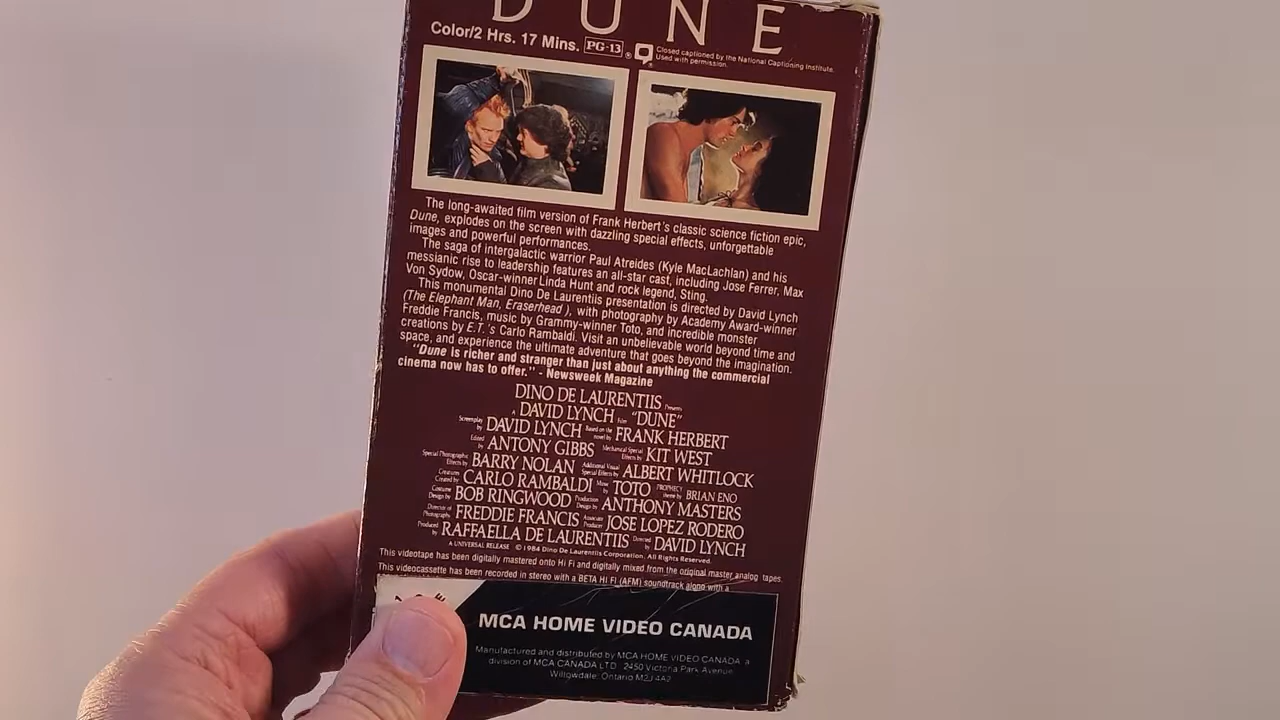 DUNE
Color/2 Hrs. 17 Mins. PG-13 ® Closed captioned by the National Captioning Institute.
Used with permission.
The long-awaited film version of Frank Herbert's classic science fiction epic,
Dune, explodes on the screen with dazzling special effects, unforgettable
images and powerful performances.
The saga of intergalactic warrior Paul Atreides (Kyle MacLachlan) and his
messianic rise to leadership features an all-star cast, including Jose Ferrer, Max
Von Sydow, Oscar-winner Linda Hunt and rock legend, Sting.
This monumental Dino De Laurentiis presentation is directed by David Lynch
(The Elephant Man, Eraserhead), with photography by Academy Award-winner
Freddie Francis, music by Grammy-winner Toto, and incredible monster
creations by E.T.'s Carlo Rambaldi. Visit an unbelievable world beyond time and
space, and experience the ultimate adventure that goes beyond the imagination.
"Dune is richer and stranger than just about anything the commercial
cinema now has to offer." - Newsweek Magazine
DINO DE LAURENTIIS Presents
A DAVID LYNCH Film "DUNE"
Screenplay by DAVID LYNCH Based on the novel by FRANK HERBERT
Edited by ANTONY GIBBS Mechanical Special Effects by KIT WEST
Special Photographic Effects by BARRY NOLAN Additional Visual Special Effects by ALBERT WHITLOCK
Creatures Created by CARLO RAMBALDI Music by TOTO PROPHECY theme by BRIAN ENO
Costume Design by BOB RINGWOOD Production Design by ANTHONY MASTERS
Director of Photography FREDDIE FRANCIS Associate Producer JOSE LOPEZ RODERO
Produced by RAFFAELLA DE LAURENTIIS Directed by DAVID LYNCH
A UNIVERSAL RELEASE © 1984 Dino De Laurentiis Corporation. All Rights Reserved.
This videotape has been digitally mastered onto Hi Fi and digitally mixed from the original master analog tapes.
This videocassette has been recorded in stereo with a BETA Hi Fi (AFM) soundtrack along with a
MCA HOME VIDEO CANADA
Manufactured and distributed by MCA HOME VIDEO CANADA a
division of MCA CANADA LTD 2450 Victoria Park Avenue
Willowdale, Ontario M2J 4A2